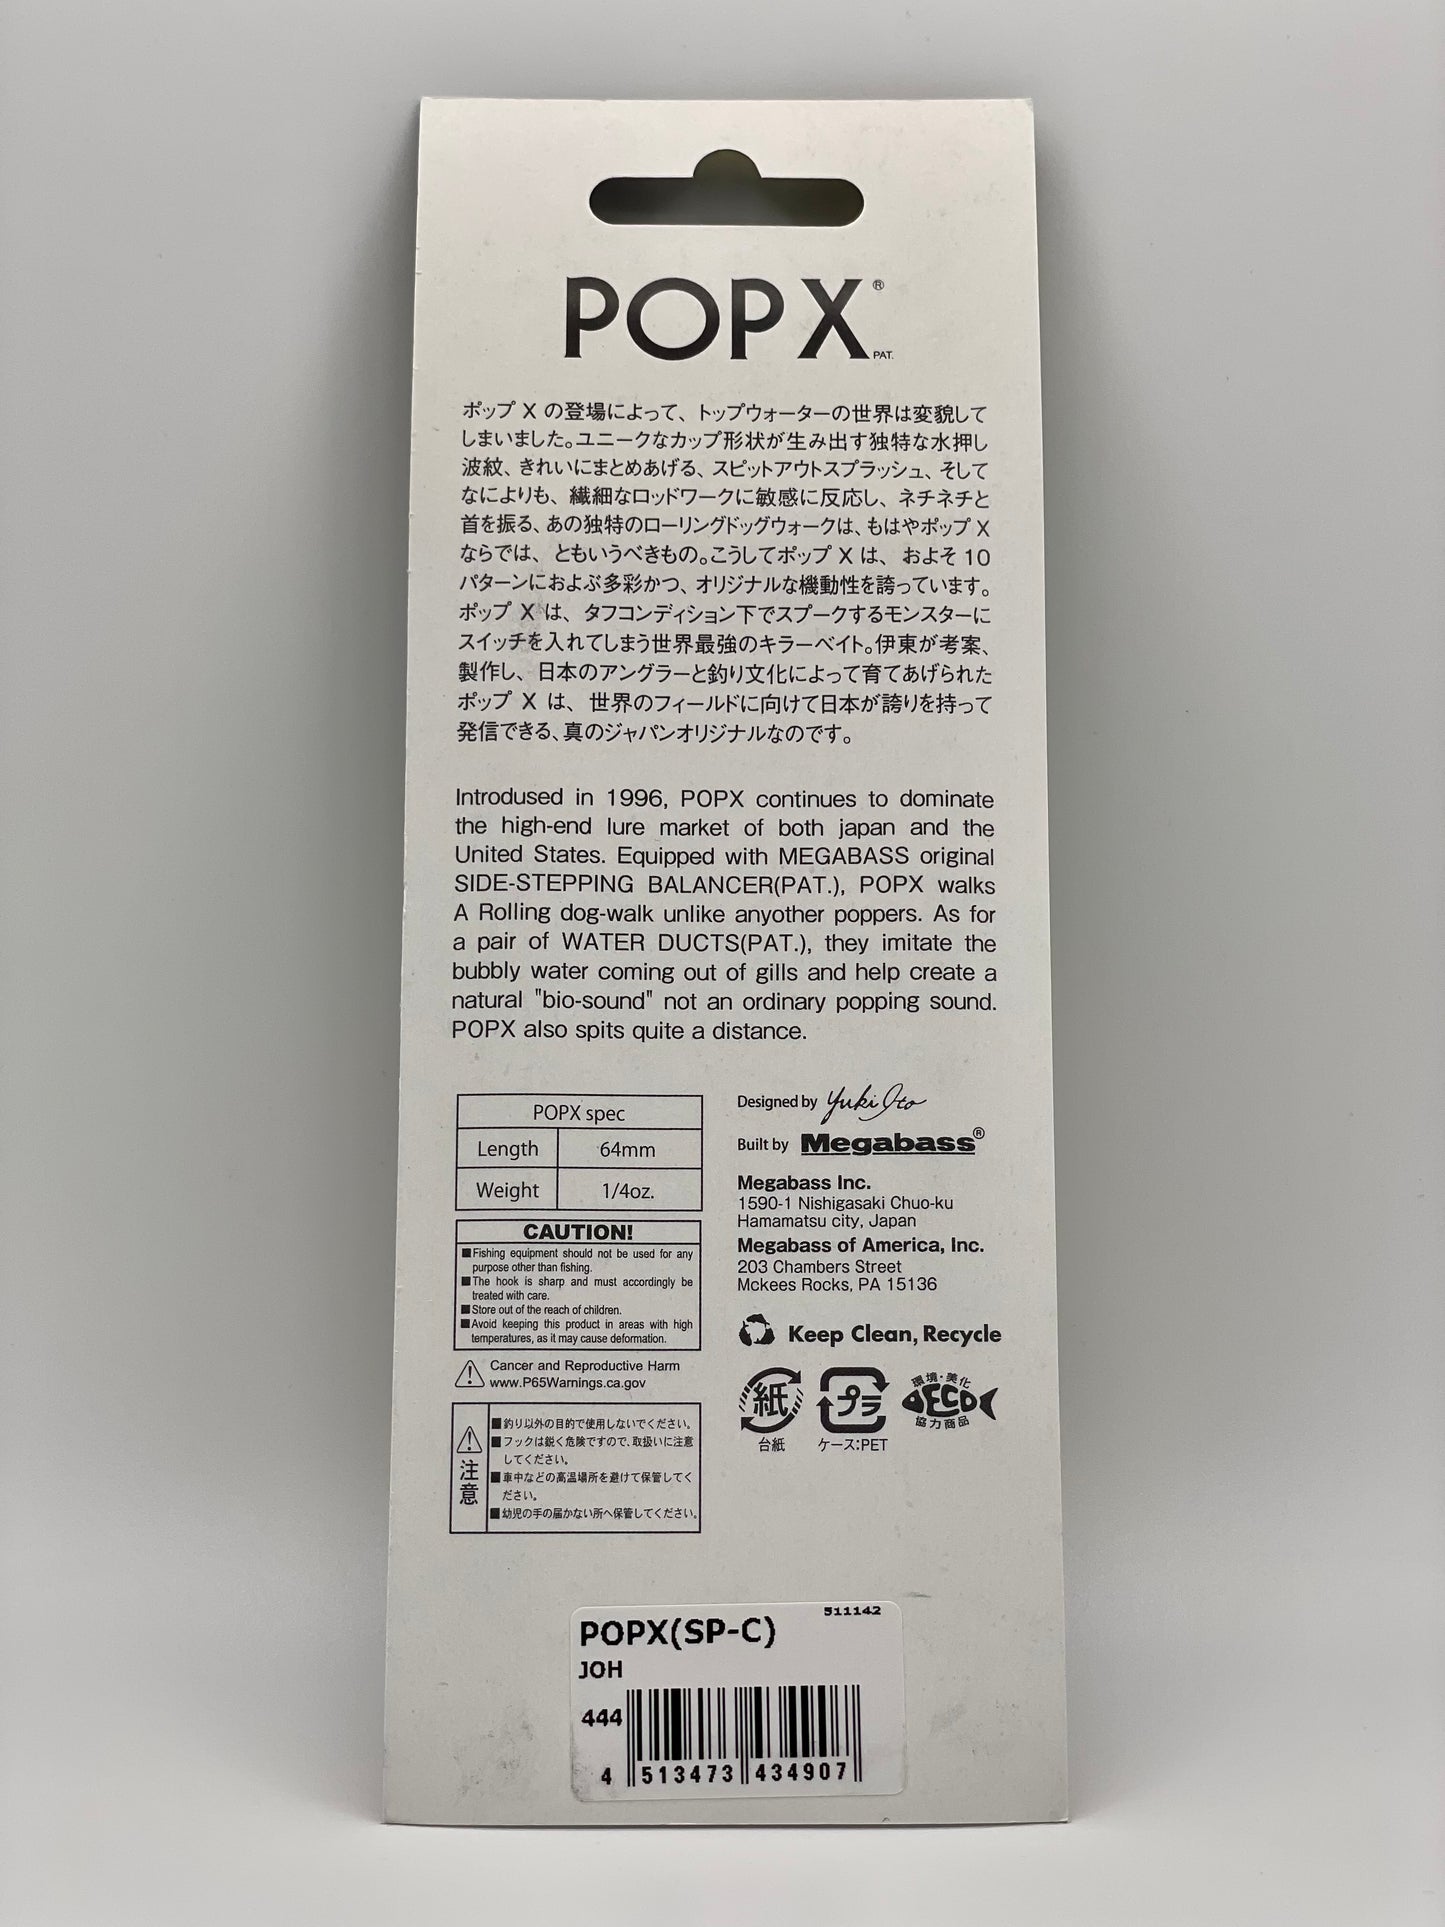 POPX®
PAT.
ポップ X の登場によって、トップウォーターの世界は変貌して
しまいました。ユニークなカップ形状が生み出す独特な水押し
波紋、きれいにまとめあげる、スピットアウトスプラッシュ、そして
なによりも、繊細なロッドワークに敏感に反応し、ネチネチと
首を振る、あの独特のローリングドッグウォークは、もはやポップ X
ならでは、ともいうべきもの。こうしてポップ X は、およそ 10
パターンにおよぶ多彩かつ、オリジナルな機動性を誇っています。
ポップ X は、タフコンディション下でスプークするモンスターに
スイッチを入れてしまう世界最強のキラーベイト。伊東が考案、
製作し、日本のアングラーと釣り文化によって育てあげられた
ポップ X は、世界のフィールドに向けて日本が誇りを持って
発信できる、真のジャパンオリジナルなのです。
Introdused in 1996, POPX continues to dominate
the high-end lure market of both japan and the
United States. Equipped with MEGABASS original
SIDE-STEPPING BALANCER(PAT.), POPX walks
A Rolling dog-walk unlike anyother poppers. As for
a pair of WATER DUCTS(PAT.), they imitate the
bubbly water coming out of gills and help create a
natural "bio-sound" not an ordinary popping sound.
POPX also spits quite a distance.
POPX spec
Length 64mm
Weight 1/4oz.
CAUTION!
■Fishing equipment should not be used for any
purpose other than fishing.
■The hook is sharp and must accordingly be
treated with care.
■Store out of the reach of children.
■Avoid keeping this product in areas with high
temperatures, as it may cause deformation.
Cancer and Reproductive Harm
www.P65Warnings.ca.gov
注意
■釣り以外の目的で使用しないでください。
■フックは鋭く危険ですので、取扱いに注意
してください。
■車中などの高温場所を避けて保管してく
ださい。
■幼児の手の届かない所へ保管してください。
Designed by Yuki Ito
Built by Megabass®
Megabass Inc.
1590-1 Nishigasaki Chuo-ku
Hamamatsu city, Japan
Megabass of America, Inc.
203 Chambers Street
Mckees Rocks, PA 15136
Keep Clean, Recycle
紙
台紙
プラ
ケース:PET
環境・美化
ECO
協力商品
511142
POPX(SP-C)
JOH
444
4 513473 434907